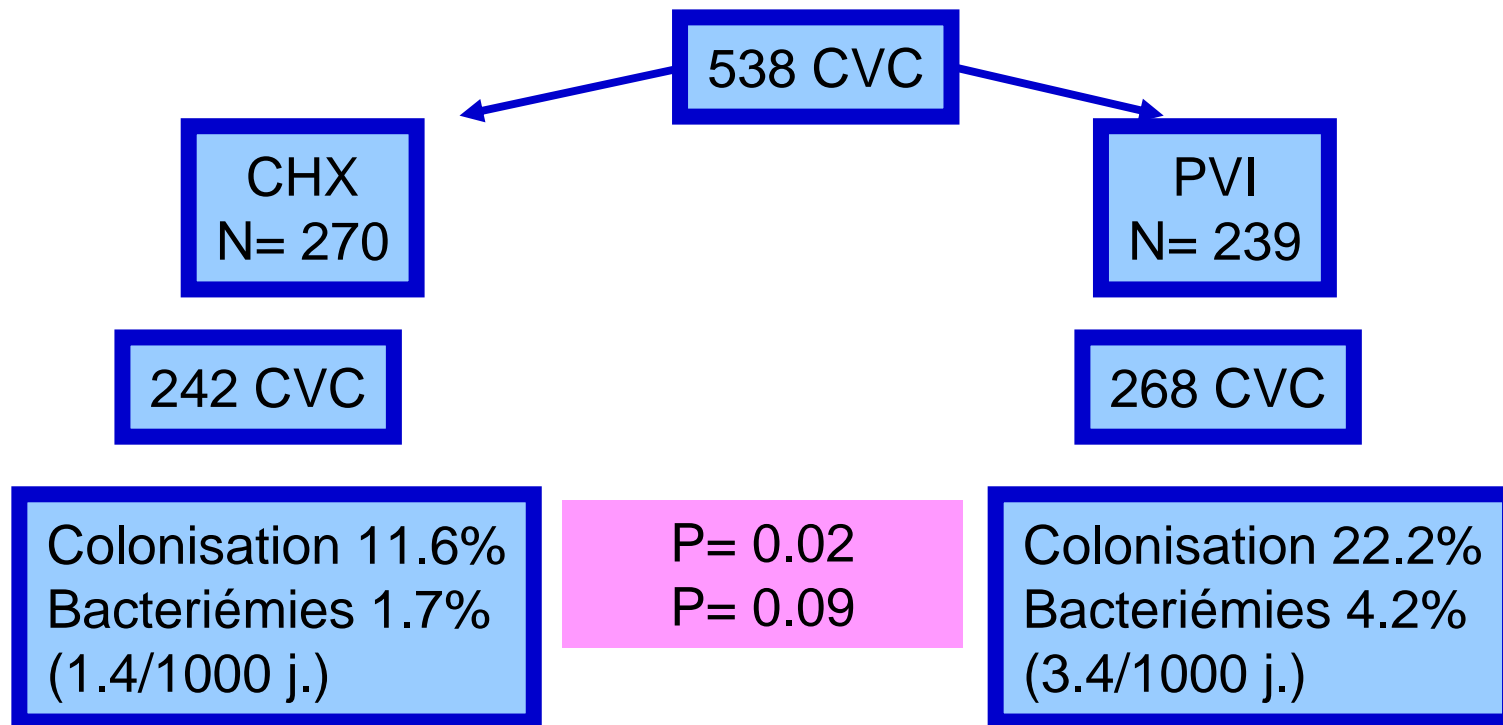 538 CVC
CHX
N= 270
PVI
N= 239
242 CVC
268 CVC
Colonisation 11.6%
Bacteriémies 1.7%
(1.4/1000 j.)
P= 0.02
P= 0.09
Colonisation 22.2%
Bacteriémies 4.2%
(3.4/1000 j.)